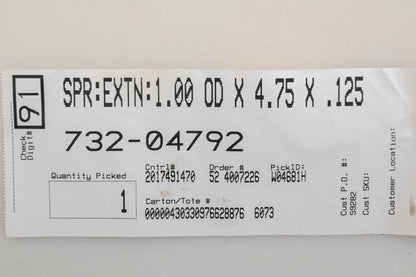 91
Check
Digit#
SPR:EXTN:1.00 OD X 4.75 X .125
732-04792
Quantity Picked
1
Cntrl#
2017491470
Order #
52 4007226
PickID:
W04681H
Carton/Tote #
00000430330976628876 6073
Cust P.O. #:
59282
Cust SKU:
Customer Location: